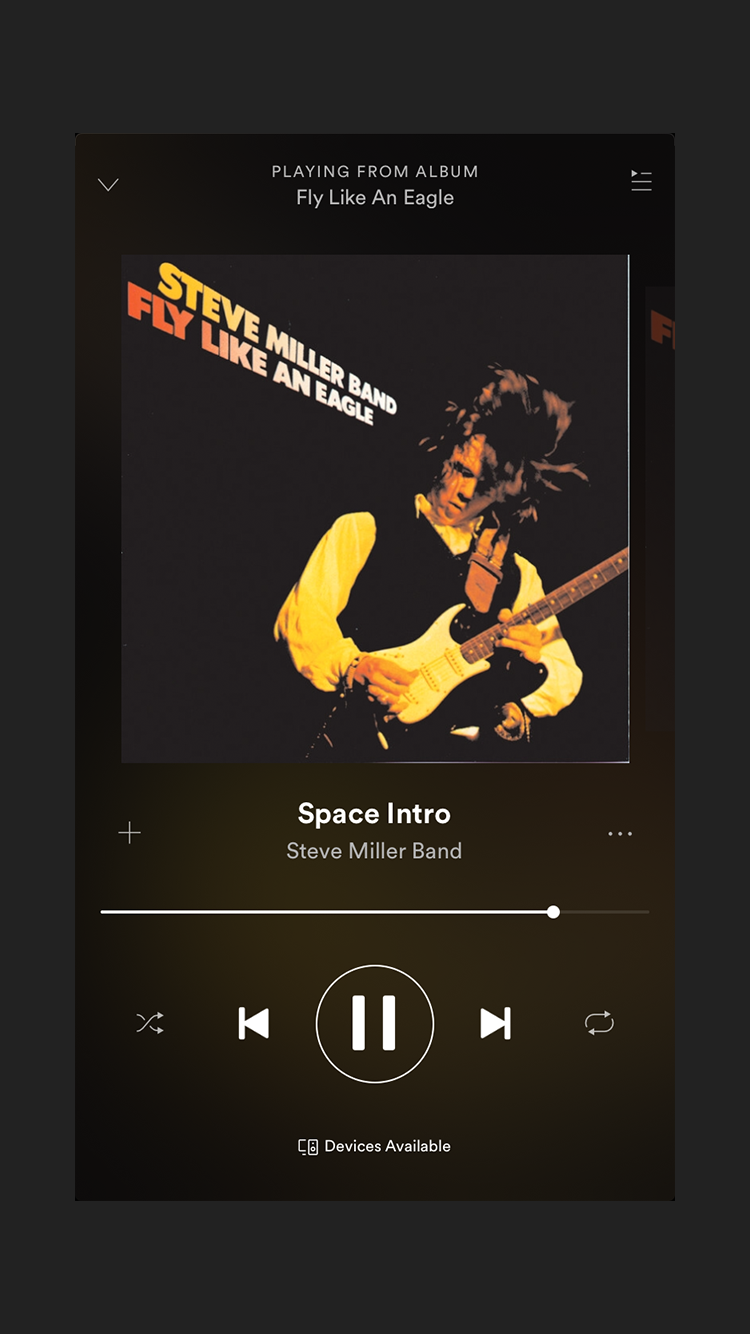 PLAYING FROM ALBUM
Fly Like An Eagle
STEVE MILLER BAND
FLY LIKE AN EAGLE
Space Intro
Steve Miller Band
Devices Available